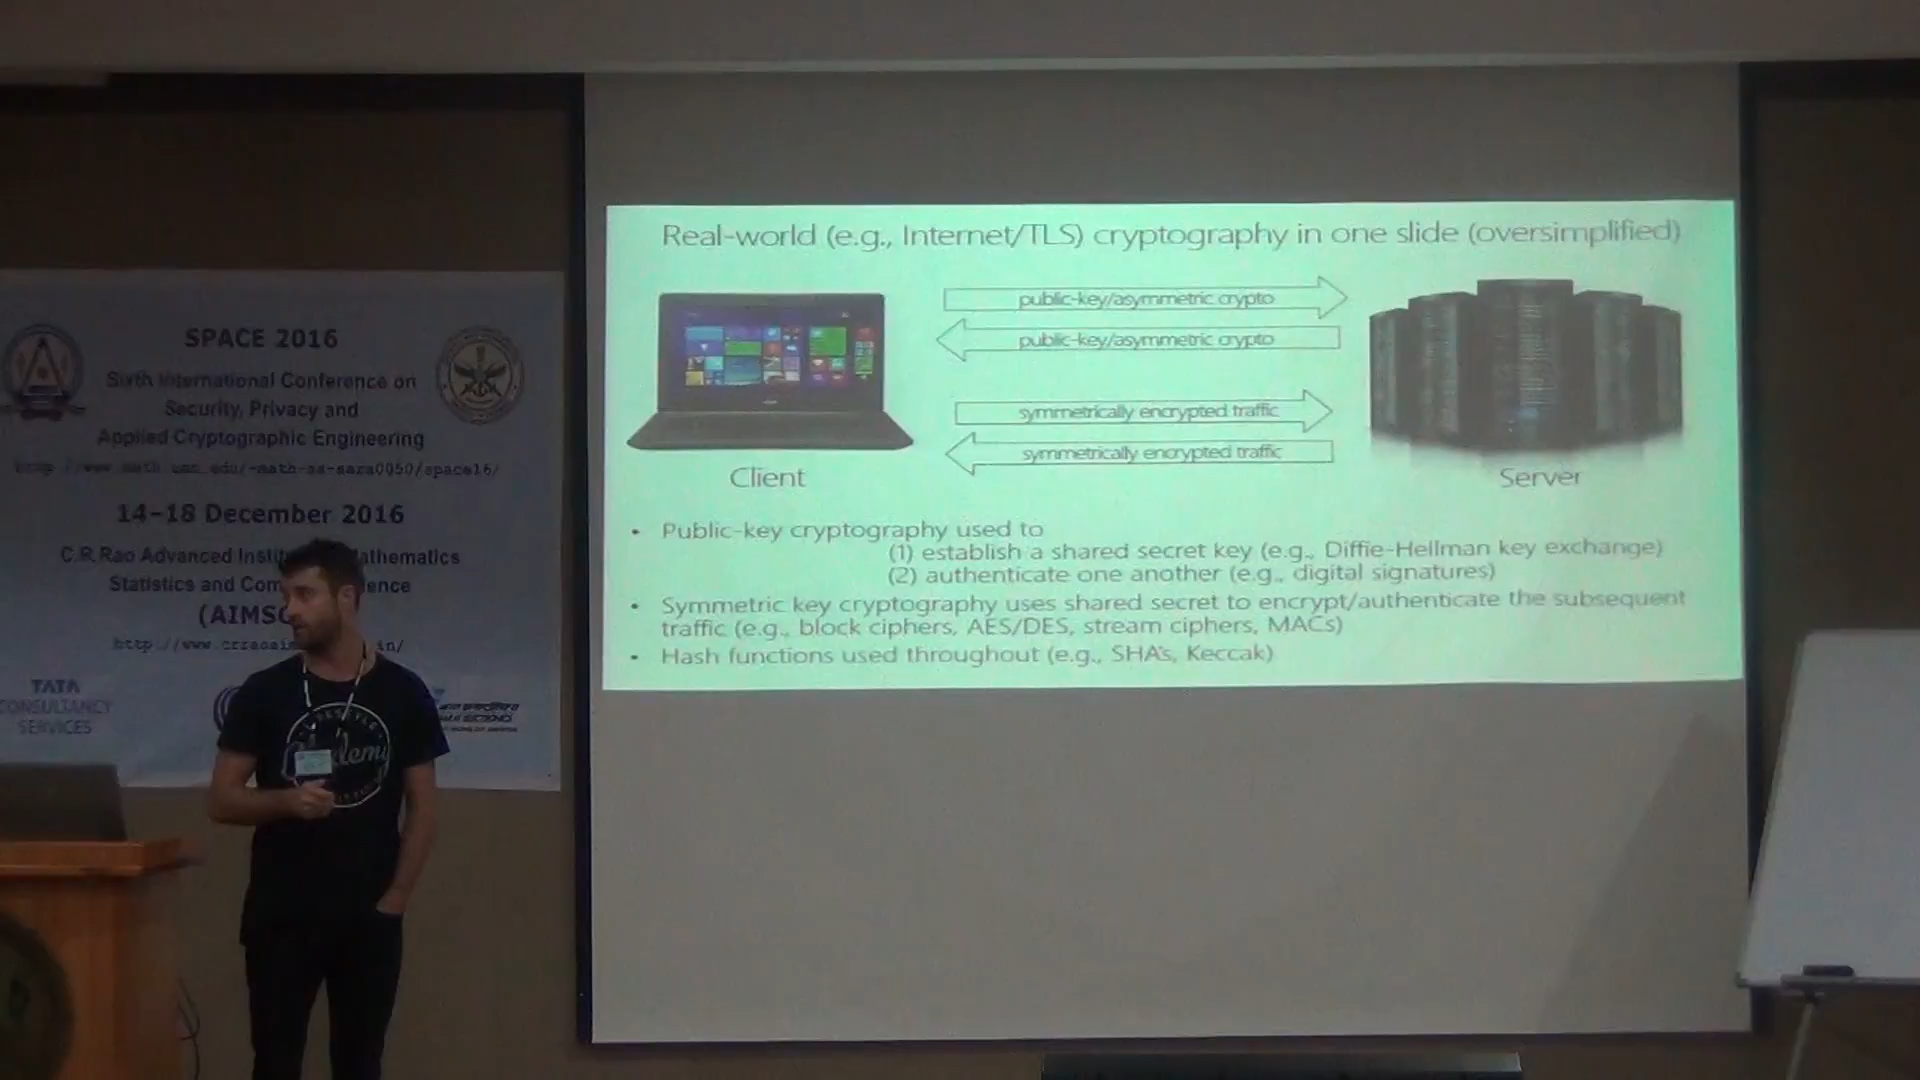 SPACE 2016
Sixth International Conference on
Security, Privacy and
Applied Cryptographic Engineering
14-18 December 2016
C.R.Rao Advanced
Statistics and
(AIMSC
TATA
CONSULTANCY
SERVICES
Real-world (e.g., Internet/TLS) cryptography in one slide (oversimplified)
public-key/asymmetric crypto
public-key/asymmetric crypto
symmetrically encrypted traffic
symmetrically encrypted traffic
Client
Server
• Public-key cryptography used to
(1) establish a shared secret key (e.g., Diffie-Hellman key exchange)
(2) authenticate one another (e.g., digital signatures)
• Symmetric key cryptography uses shared secret to encrypt/authenticate the subsequent
traffic (e.g., block ciphers, AES/DES, stream ciphers, MACs)
• Hash functions used throughout (e.g., SHA's, Keccak)